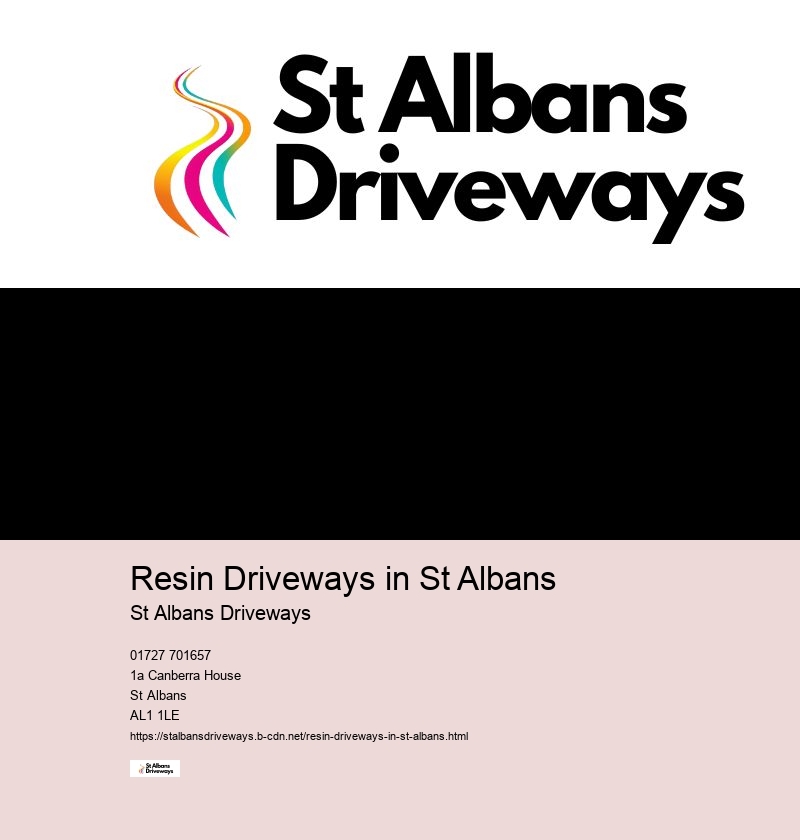 St Albans
Driveways
Resin Driveways in St Albans
St Albans Driveways
01727 701657
1a Canberra House
St Albans
AL1 1LE
https://stalbansdriveways.b-cdn.net/resin-driveways-in-st-albans.html
St Albans
Driveways